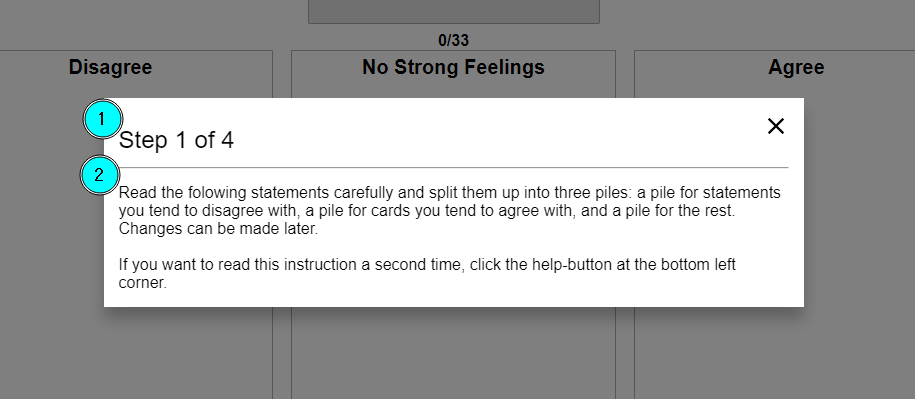 0/33
Disagree
No Strong Feelings
Agree
1
Step 1 of 4
2
Read the folowing statements carefully and split them up into three piles: a pile for statements
you tend to disagree with, a pile for cards you tend to agree with, and a pile for the rest.
Changes can be made later.
If you want to read this instruction a second time, click the help-button at the bottom left
corner.